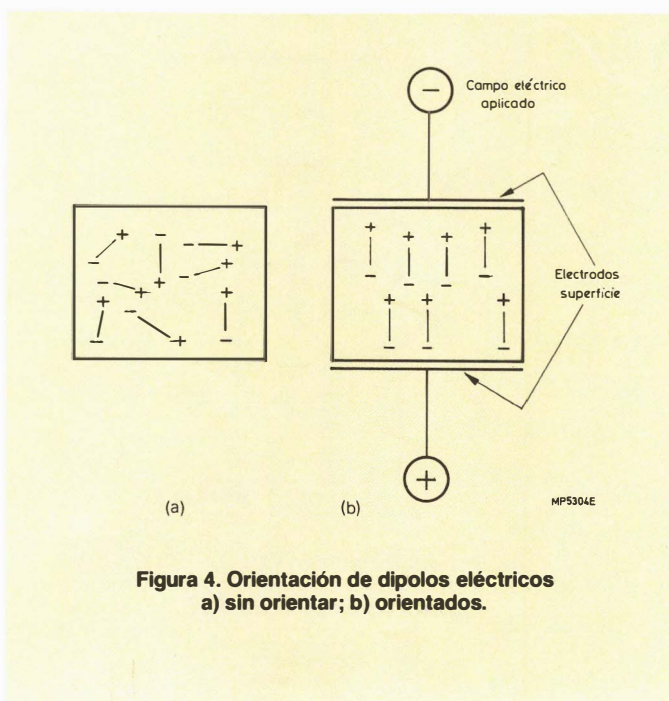 Campo eléctrico
aplicado
Electrodos
superficie
(a)
(b)
MP5304E
Figura 4. Orientación de dipolos eléctricos
a) sin orientar; b) orientados.